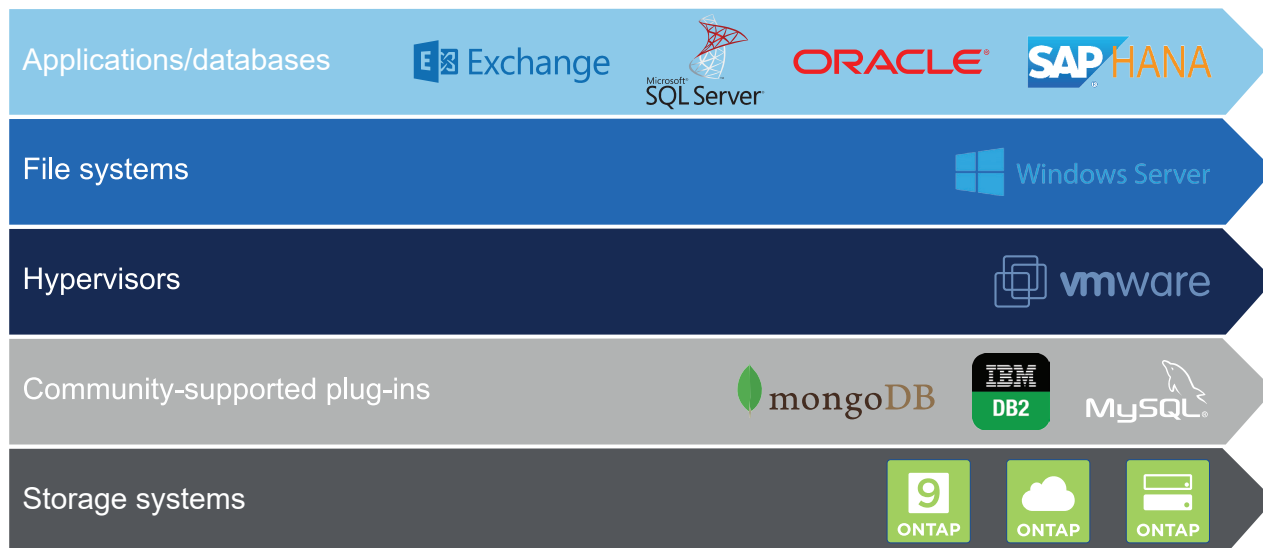 Applications/databases
E Exchange
Microsoft®
SQL Server®
ORACLE®
SAP® HANA
File systems
Windows Server
Hypervisors
vmware
Community-supported plug-ins
mongoDB
IBM
DB2
MySQL®
Storage systems
9
ONTAP
ONTAP
ONTAP